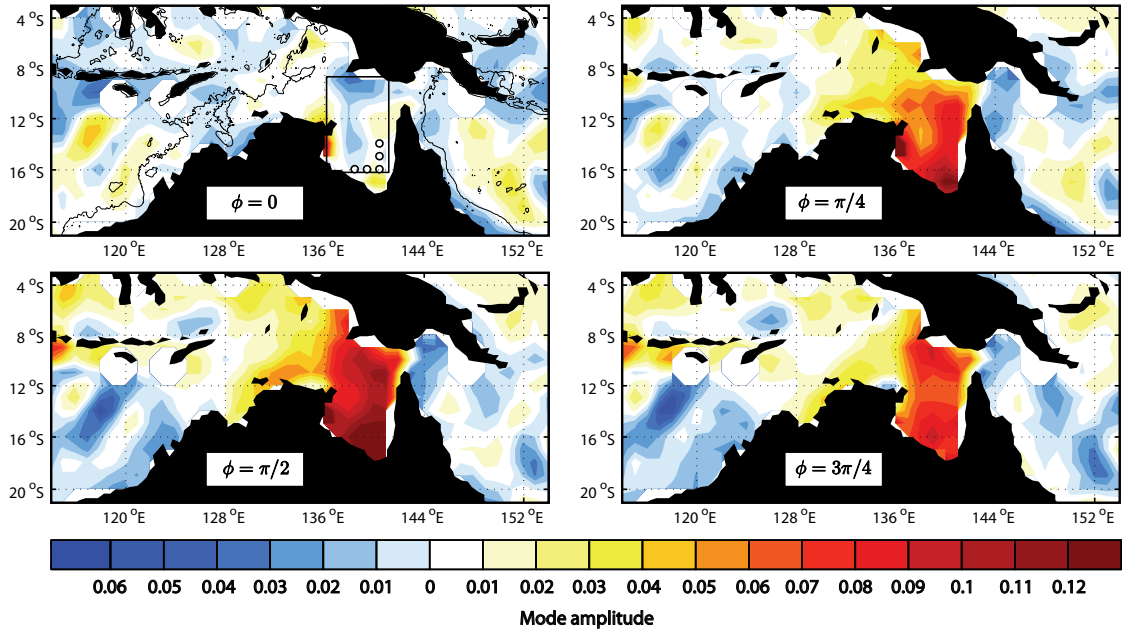 4 °S
8 °S
12 °S
16 °S
20 °S
ϕ = 0
120 °E 128 °E 136 °E 144 °E 152 °E
4 °S
8 °S
12 °S
16 °S
20 °S
ϕ = π/4
120 °E 128 °E 136 °E 144 °E 152 °E
4 °S
8 °S
12 °S
16 °S
20 °S
ϕ = π/2
120 °E 128 °E 136 °E 144 °E 152 °E
4 °S
8 °S
12 °S
16 °S
20 °S
ϕ = 3π/4
120 °E 128 °E 136 °E 144 °E 152 °E
0.06 0.05 0.04 0.03 0.02 0.01 0 0.01 0.02 0.03 0.04 0.05 0.06 0.07 0.08 0.09 0.1 0.11 0.12
Mode amplitude